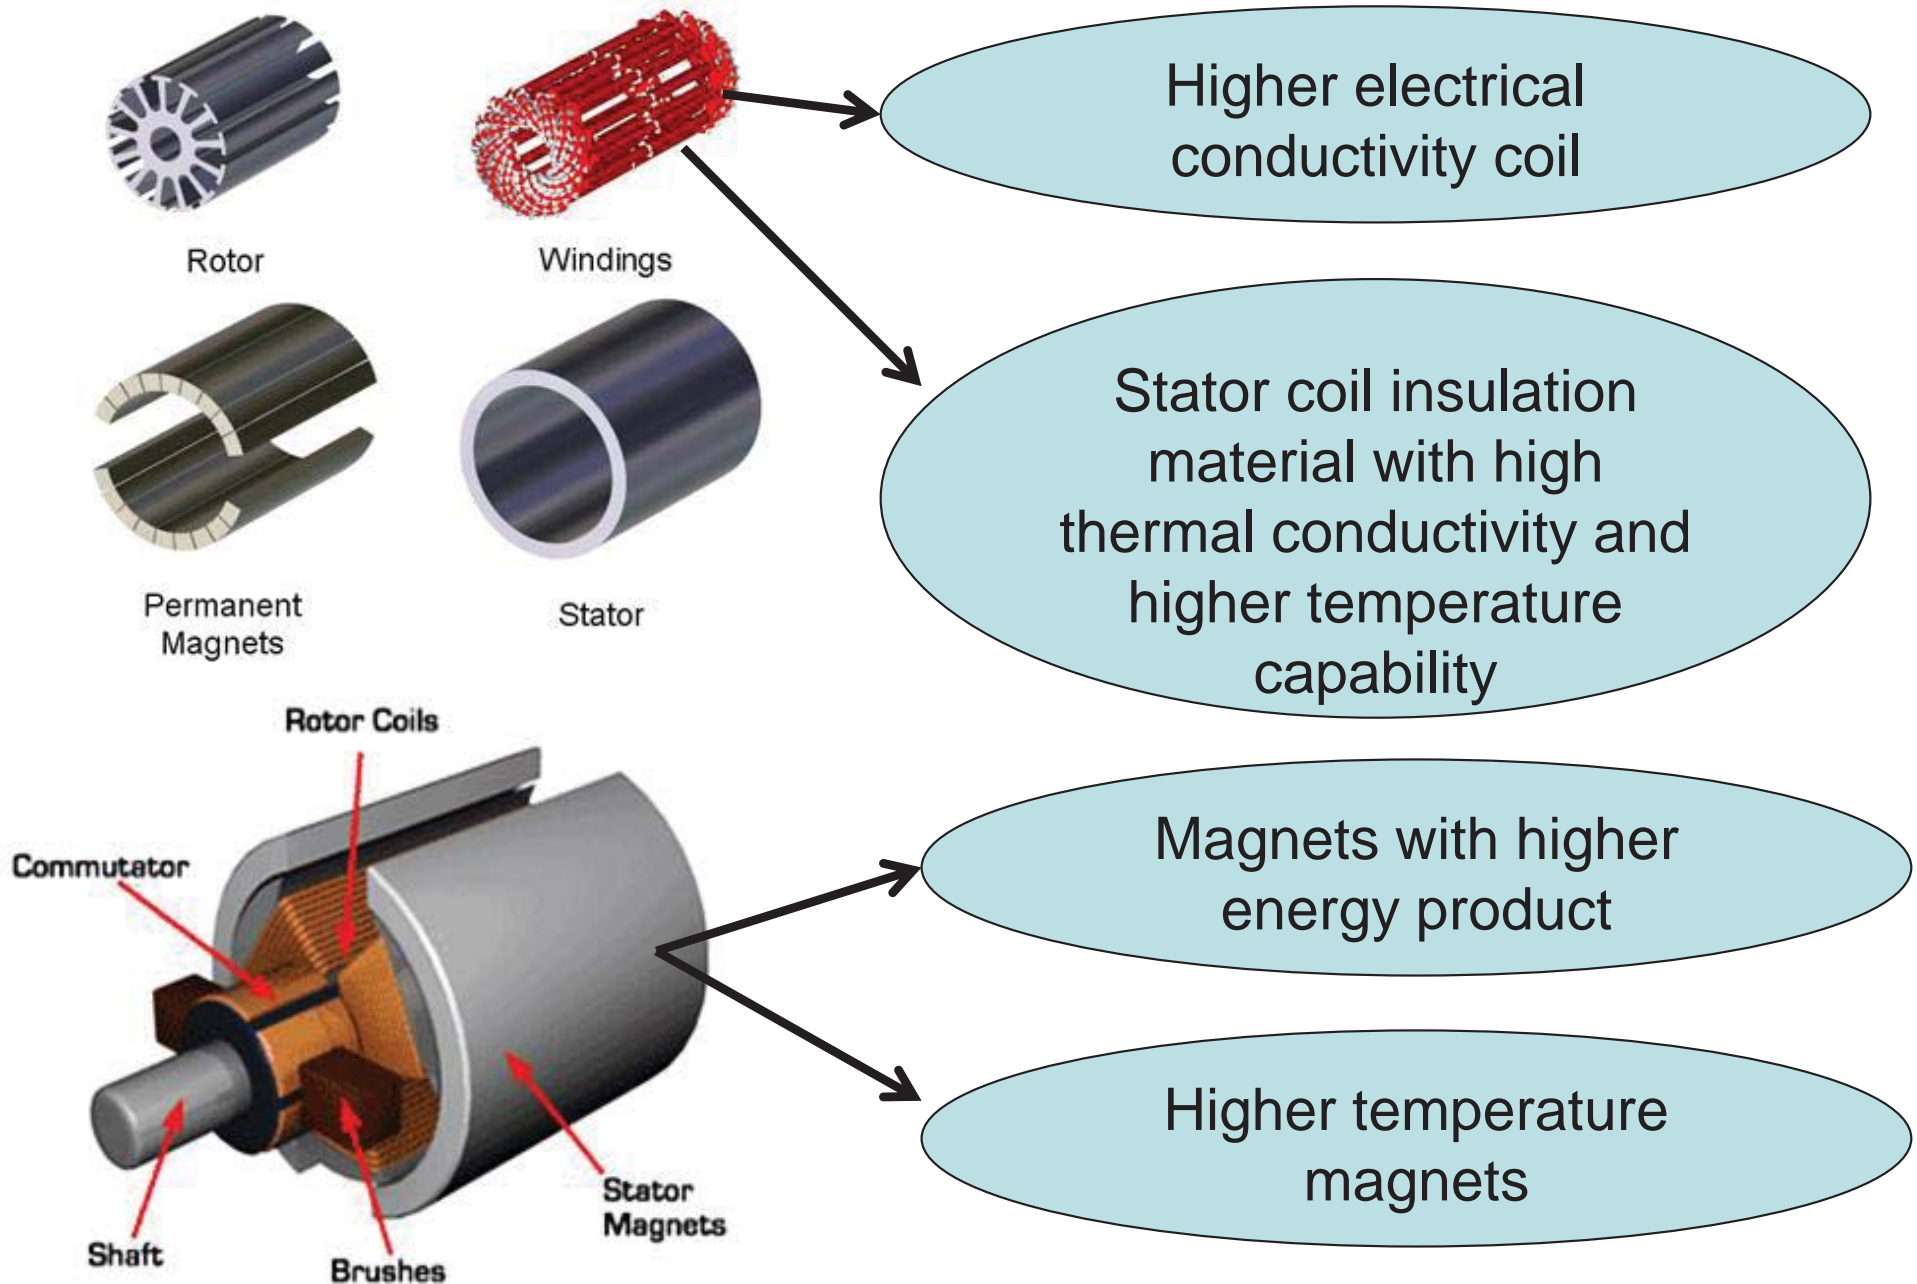 Rotor
Windings
Higher electrical
conductivity coil
Permanent
Magnets
Stator
Stator coil insulation
material with high
thermal conductivity and
higher temperature
capability
Rotor Coils
Commutator
Shaft
Brushes
Stator
Magnets
Magnets with higher
energy product
Higher temperature
magnets